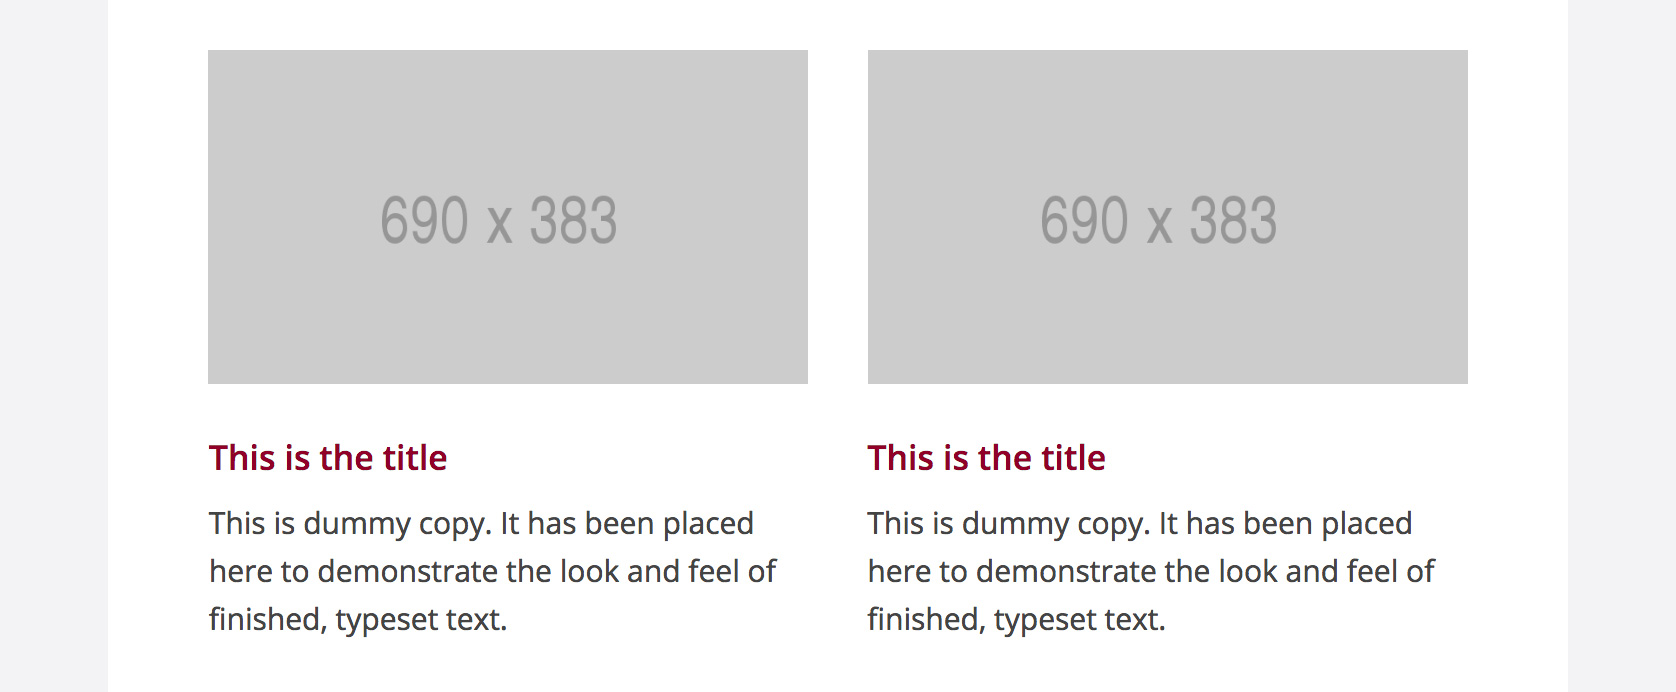 690 x 383
This is the title
This is dummy copy. It has been placed
here to demonstrate the look and feel of
finished, typeset text.
690 x 383
This is the title
This is dummy copy. It has been placed
here to demonstrate the look and feel of
finished, typeset text.